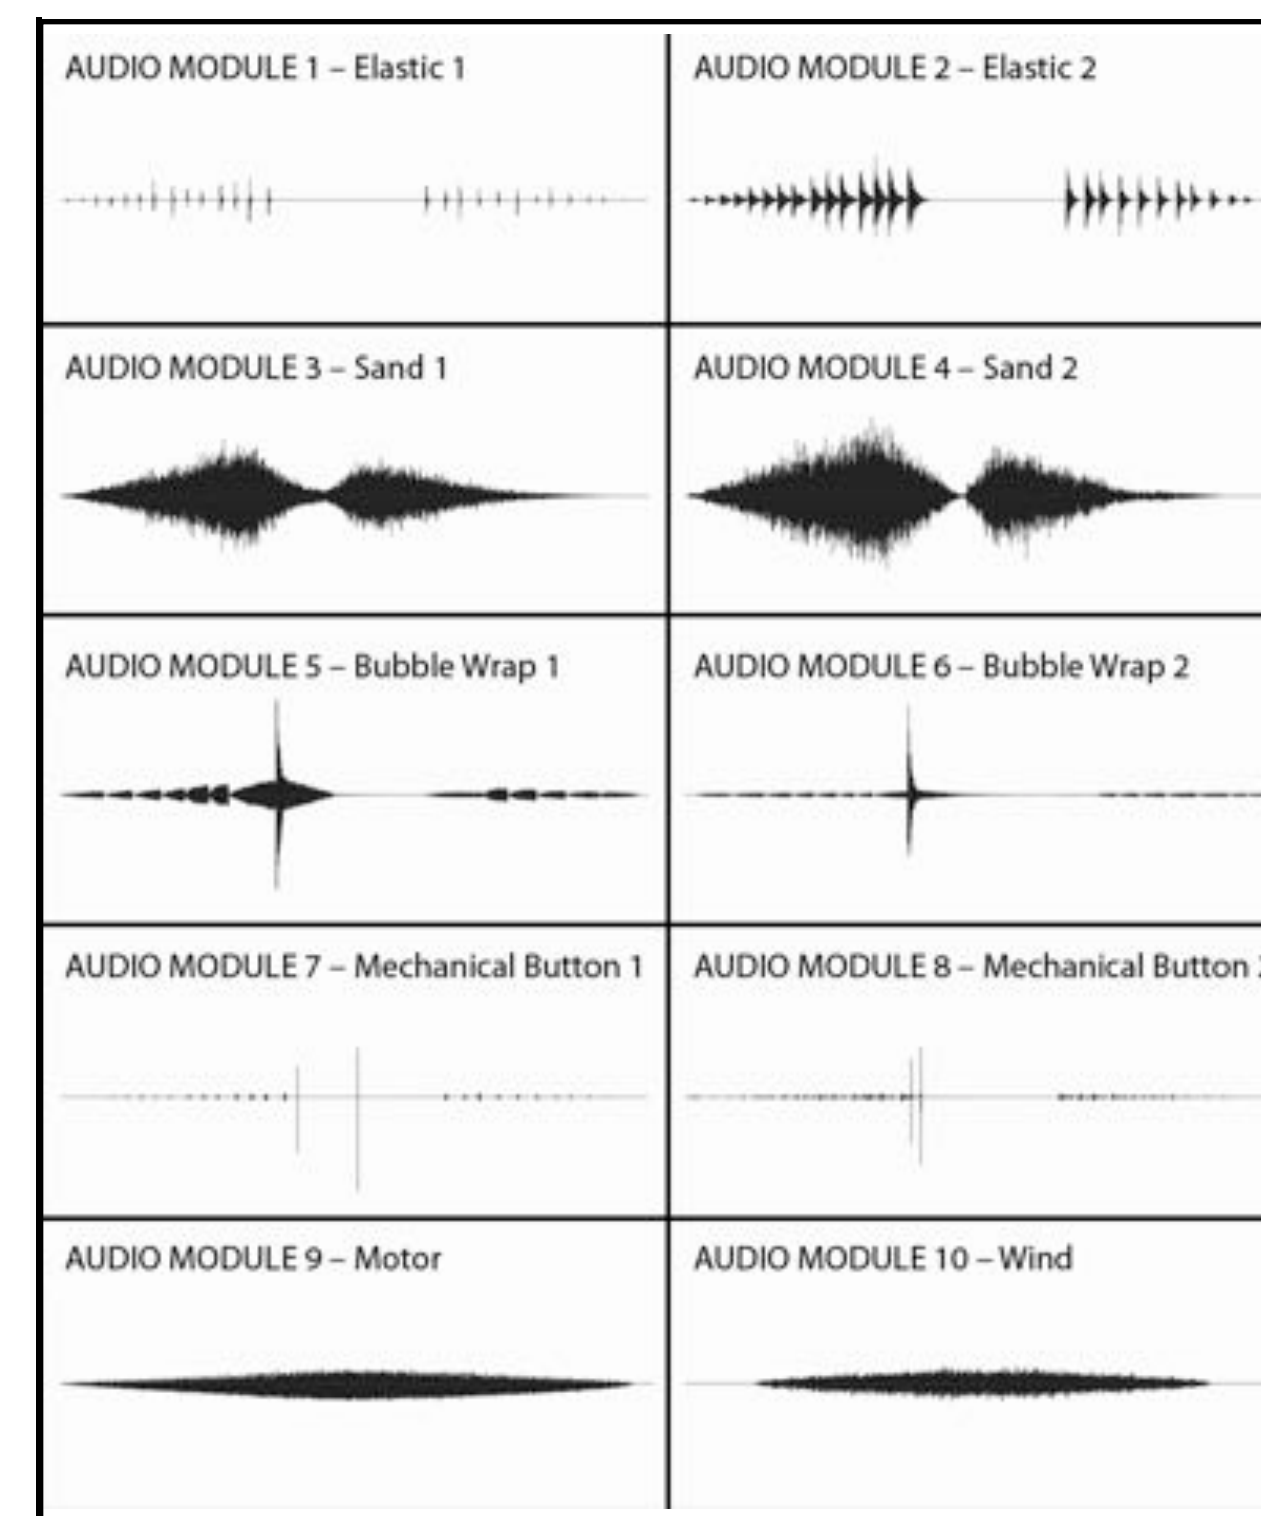 AUDIO MODULE 1 – Elastic 1
AUDIO MODULE 2 – Elastic 2
AUDIO MODULE 3 – Sand 1
AUDIO MODULE 4 – Sand 2
AUDIO MODULE 5 – Bubble Wrap 1
AUDIO MODULE 6 – Bubble Wrap 2
AUDIO MODULE 7 – Mechanical Button 1
AUDIO MODULE 8 – Mechanical Button
AUDIO MODULE 9 – Motor
AUDIO MODULE 10 – Wind